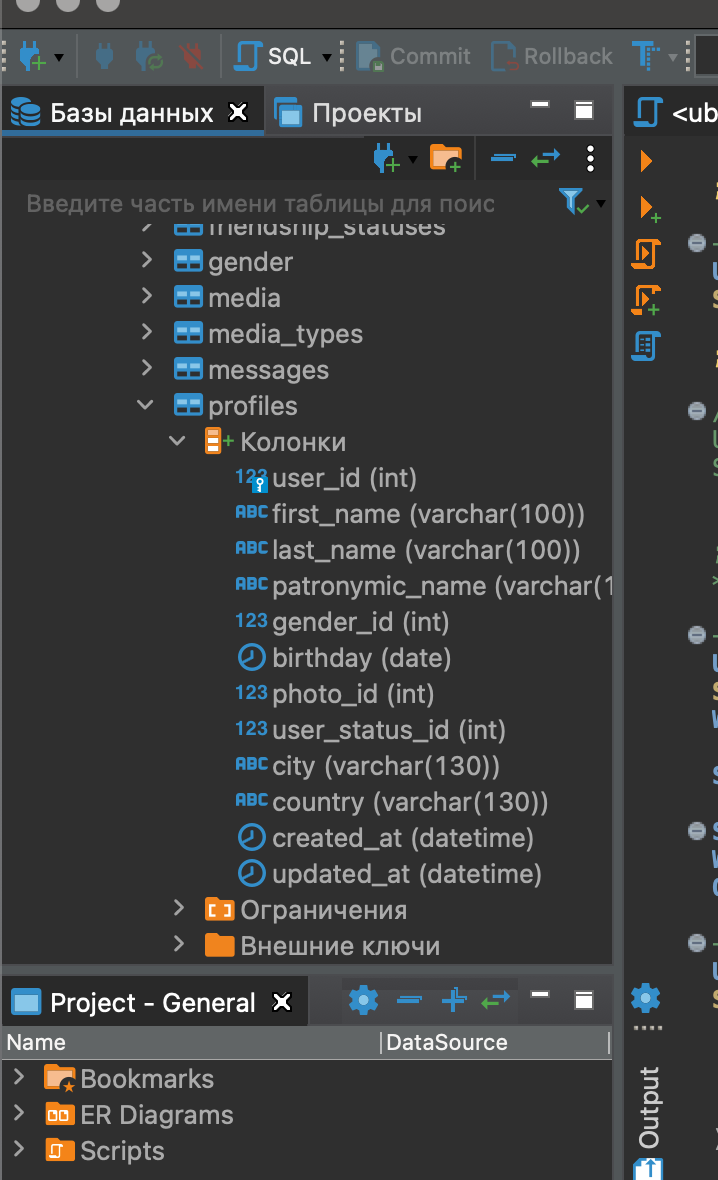 SQL Commit Rollback T
Базы данных Проекты
<ub
Введите часть имени таблицы для поис
friendship_statuses
gender
media
media_types
messages
profiles
Колонки
123 user_id (int)
ABC first_name (varchar(100))
ABC last_name (varchar(100))
ABC patronymic_name (varchar(1
123 gender_id (int)
birthday (date)
123 photo_id (int)
123 user_status_id (int)
ABC city (varchar(130))
ABC country (varchar(130))
created_at (datetime)
updated_at (datetime)
Ограничения
Внешние ключи
Project - General
Name DataSource
Bookmarks
ER Diagrams
Scripts
Output